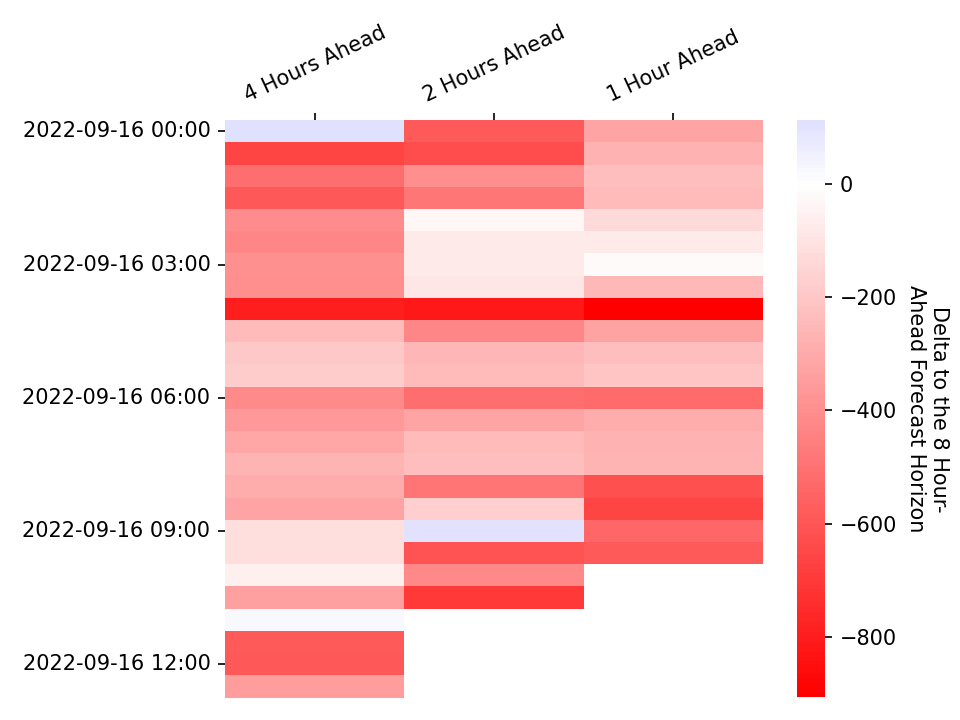 4 Hours Ahead
2 Hours Ahead
1 Hour Ahead
2022-09-16 00:00
2022-09-16 03:00
2022-09-16 06:00
2022-09-16 09:00
2022-09-16 12:00
0
−200
−400
−600
−800
Delta to the 8 Hour-
Ahead Forecast Horizon